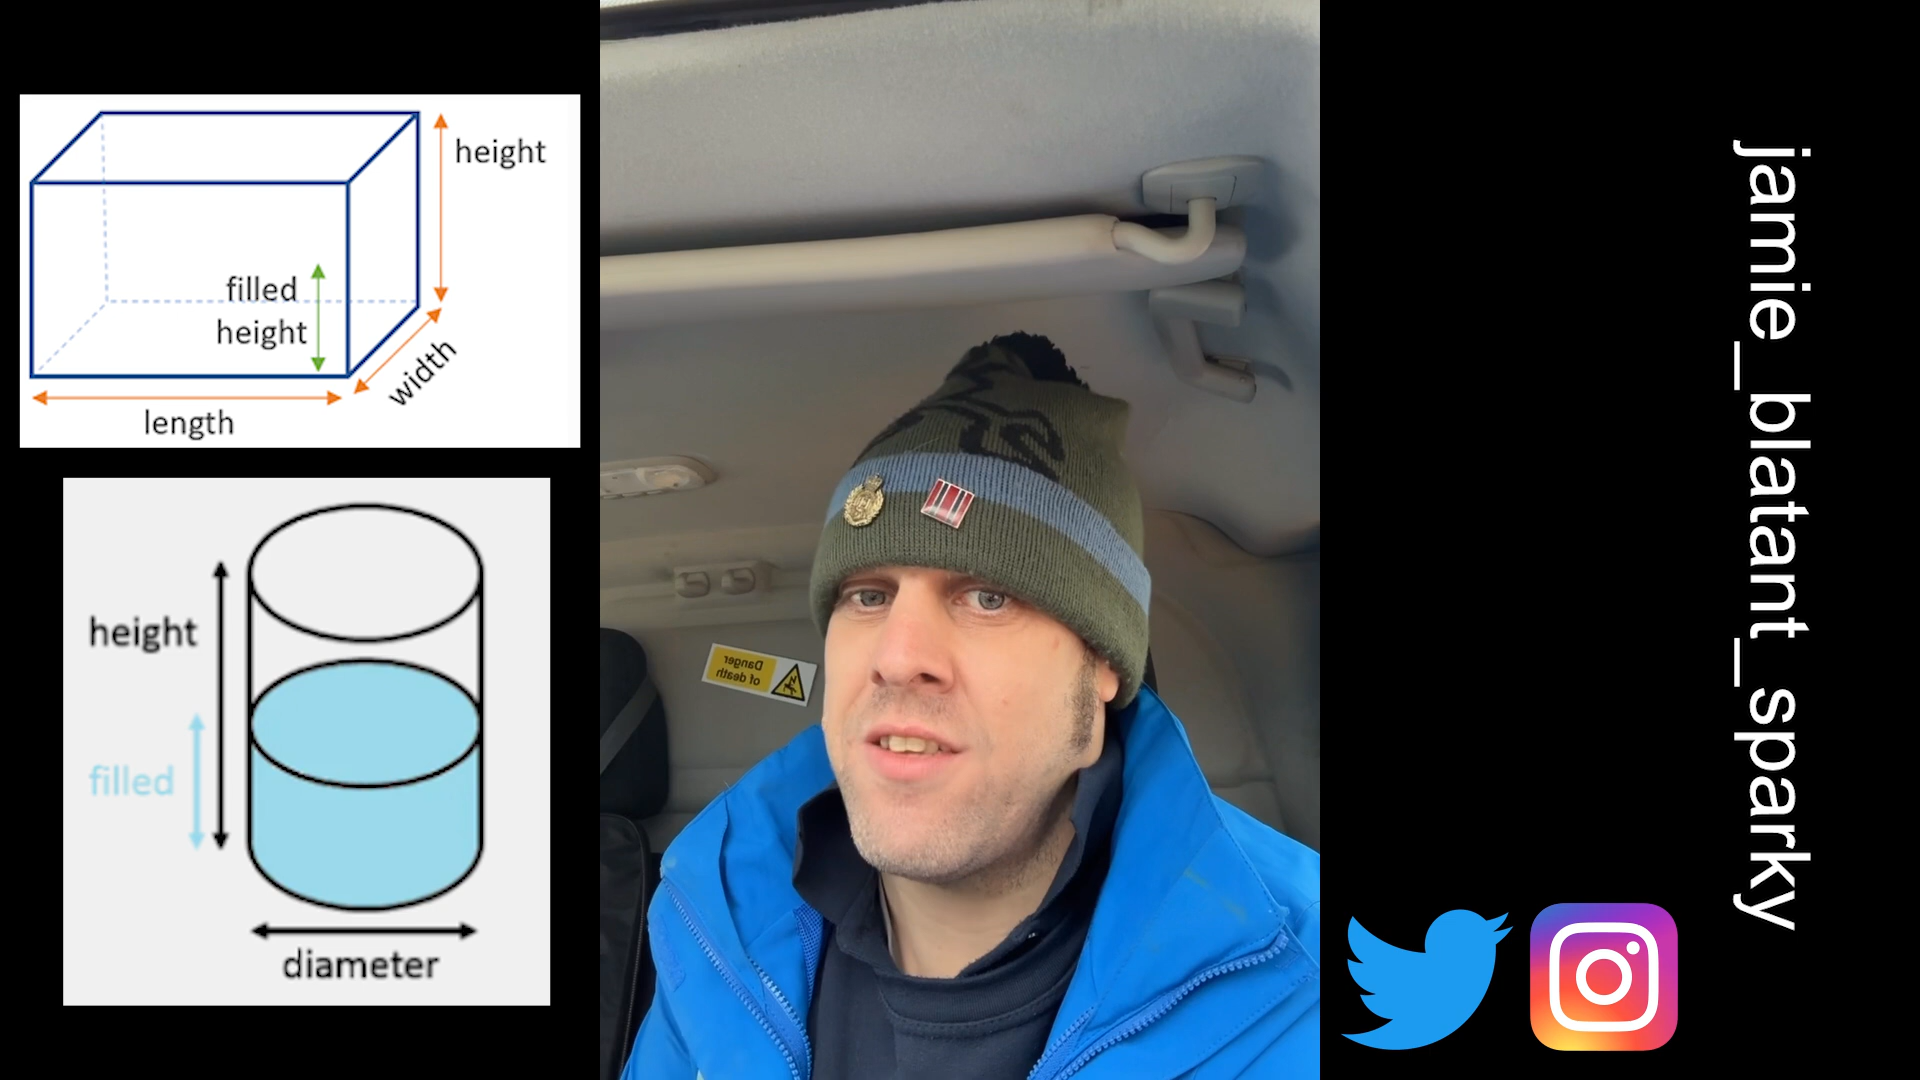 height
filled
height
width
length
height
filled
diameter
Danger
of death
jamie_blatant_sparky